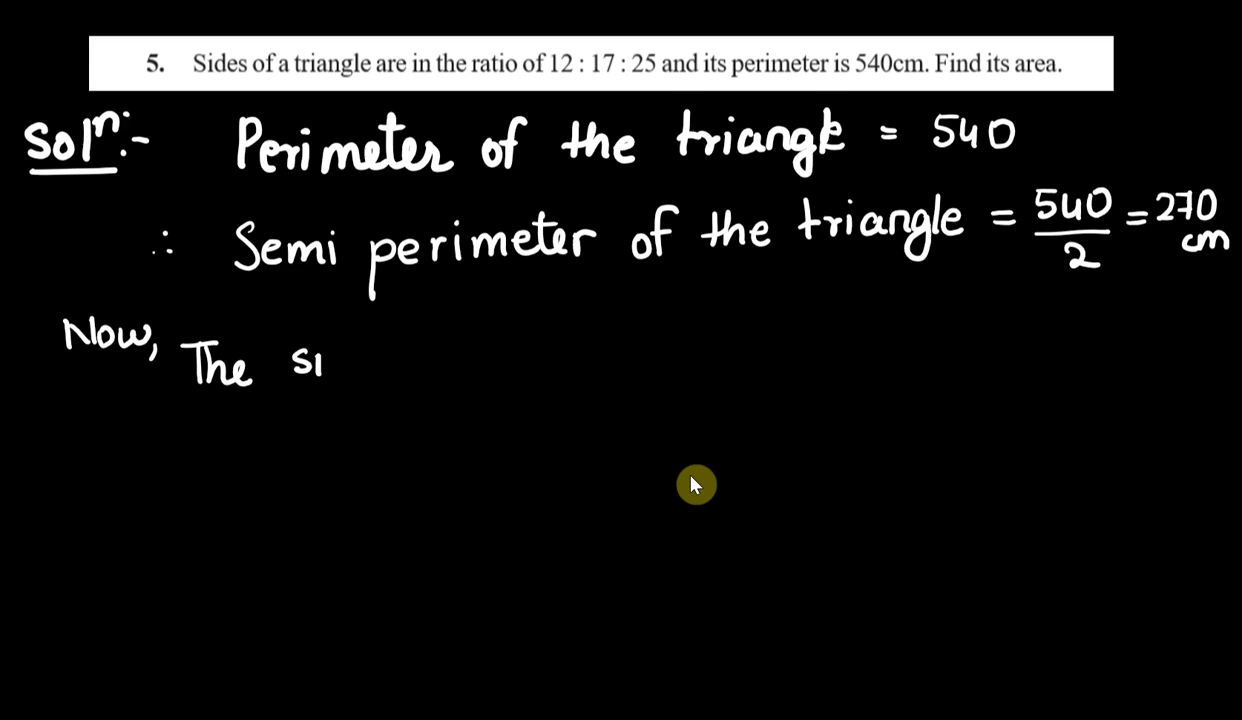 5. Sides of a triangle are in the ratio of 12 : 17 : 25 and its perimeter is 540cm. Find its area.
Solⁿ:- Perimeter of the triangle = 540
∴ Semi perimeter of the triangle = 540/2 = 270 cm
Now, The si